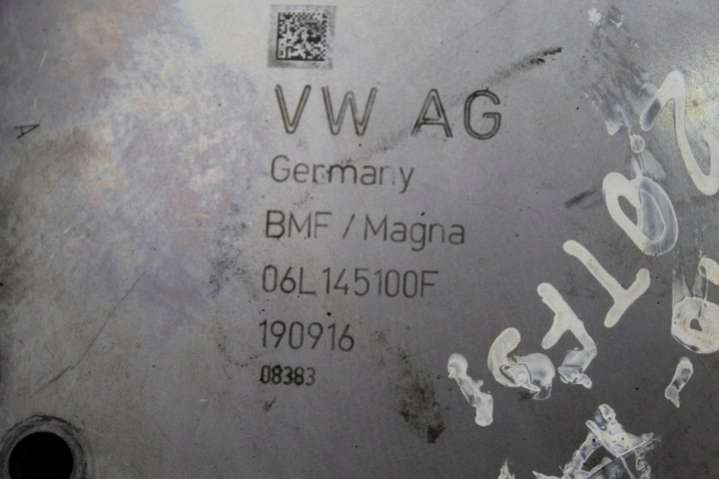 VW AG
Germany
BMF / Magna
06L145100F
190916
08383
A